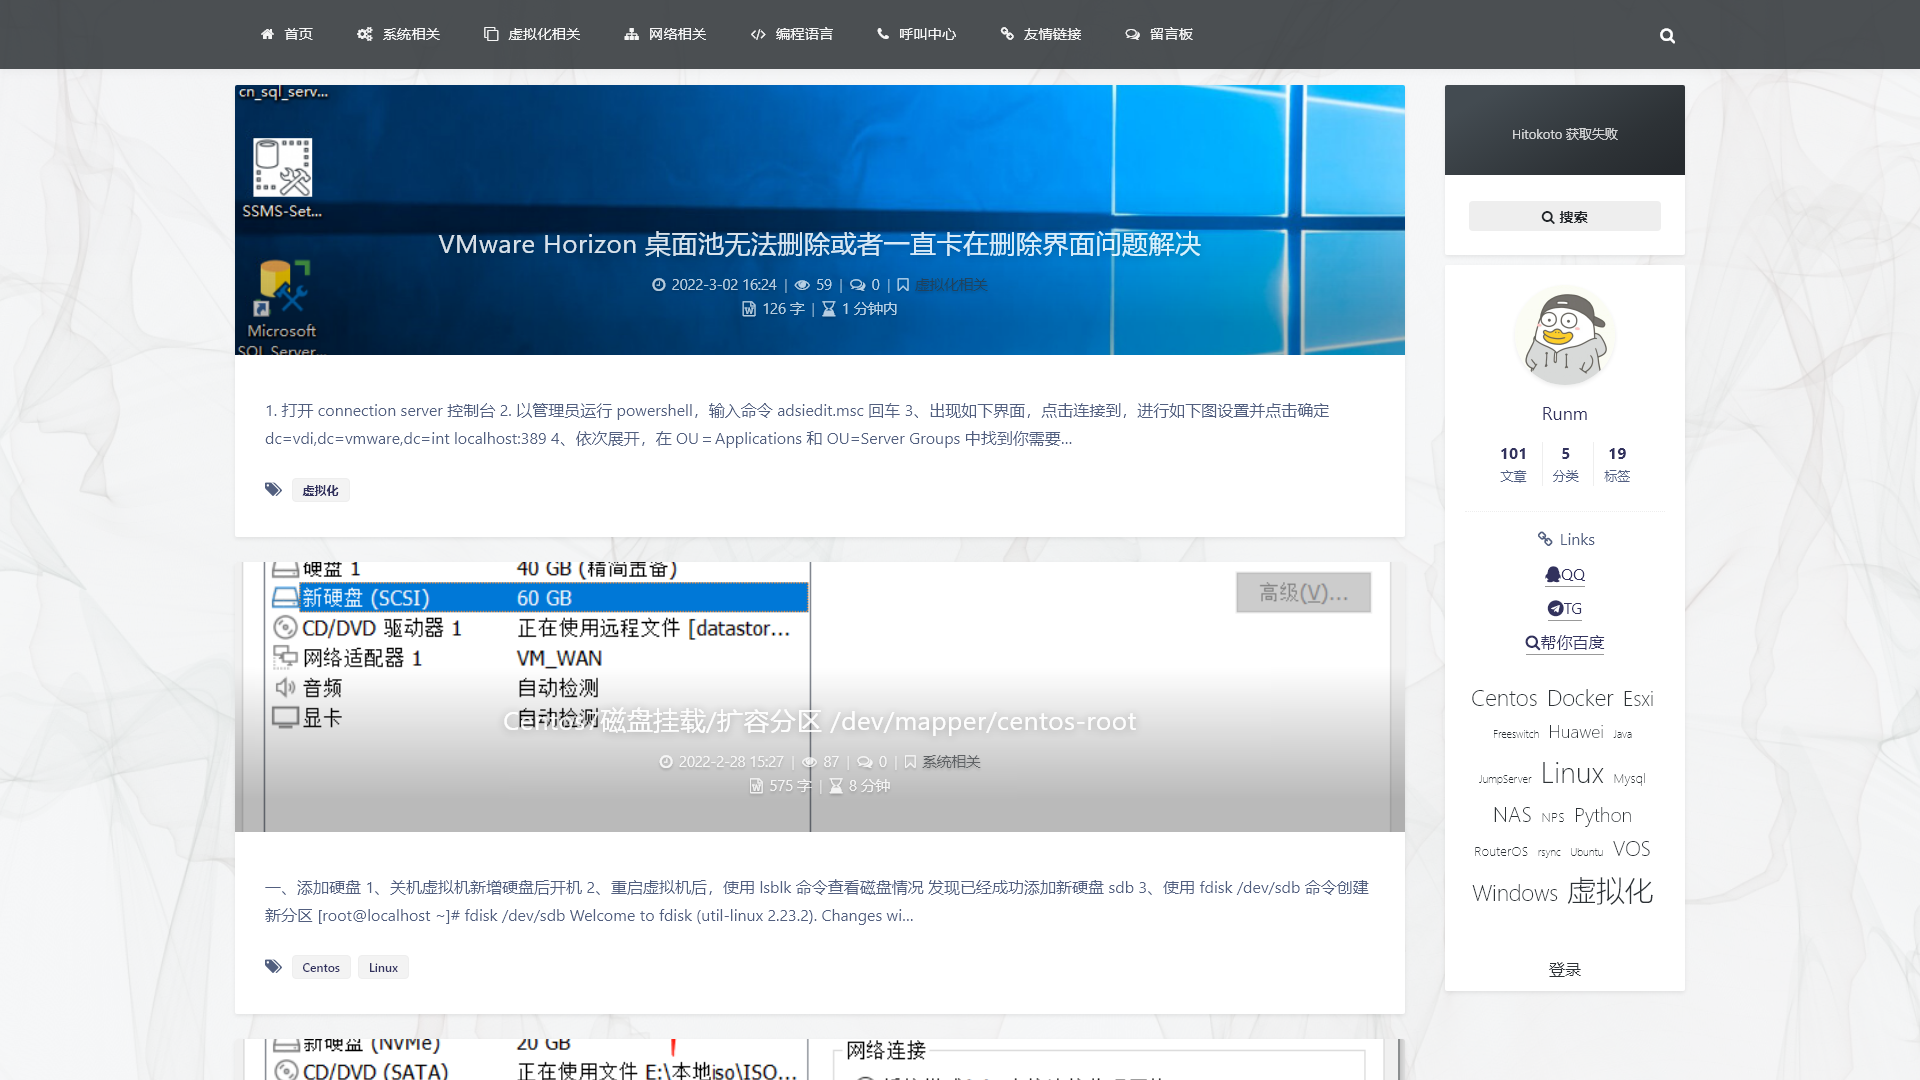 首页 系统相关 虚拟化相关 网络相关 编程语言 呼叫中心 友情链接 留言板
cn_sql_serv...
SSMS-Set...
Microsoft
SQL Server...
VMware Horizon 桌面池无法删除或者一直卡在删除界面问题解决
2022-3-02 16:24 | 59 | 0 | 虚拟化相关
126 字 | 1 分钟内
1. 打开 connection server 控制台 2. 以管理员运行 powershell，输入命令 adsiedit.msc 回车 3、出现如下界面，点击连接到，进行如下图设置并点击确定
dc=vdi,dc=vmware,dc=int localhost:389 4、依次展开，在 OU＝Applications 和 OU=Server Groups 中找到你需要...
虚拟化
硬盘 1 40 GB (精简置备)
新硬盘 (SCSI) 60 GB
高级(V)...
CD/DVD 驱动器 1 正在使用远程文件 [datastor...
网络适配器 1 VM_WAN
音频 自动检测
显卡 自动检测
Centos7磁盘挂载/扩容分区 /dev/mapper/centos-root
2022-2-28 15:27 | 87 | 0 | 系统相关
575 字 | 8 分钟
一、添加硬盘 1、关机虚拟机新增硬盘后开机 2、重启虚拟机后，使用 lsblk 命令查看磁盘情况 发现已经成功添加新硬盘 sdb 3、使用 fdisk /dev/sdb 命令创建
新分区 [root@localhost ~]# fdisk /dev/sdb Welcome to fdisk (util-linux 2.23.2). Changes wi...
Centos Linux
新硬盘 (NVMe) 20 GB
CD/DVD (SATA) 正在使用文件 E:\本地iso\ISO...
网络连接
Hitokoto 获取失败
搜索
Runm
101 5 19
文章 分类 标签
Links
QQ
TG
帮你百度
Centos Docker Esxi
Freeswitch Huawei Java
JumpServer Linux Mysql
NAS NPS Python
RouterOS rsync Ubuntu VOS
Windows 虚拟化
登录